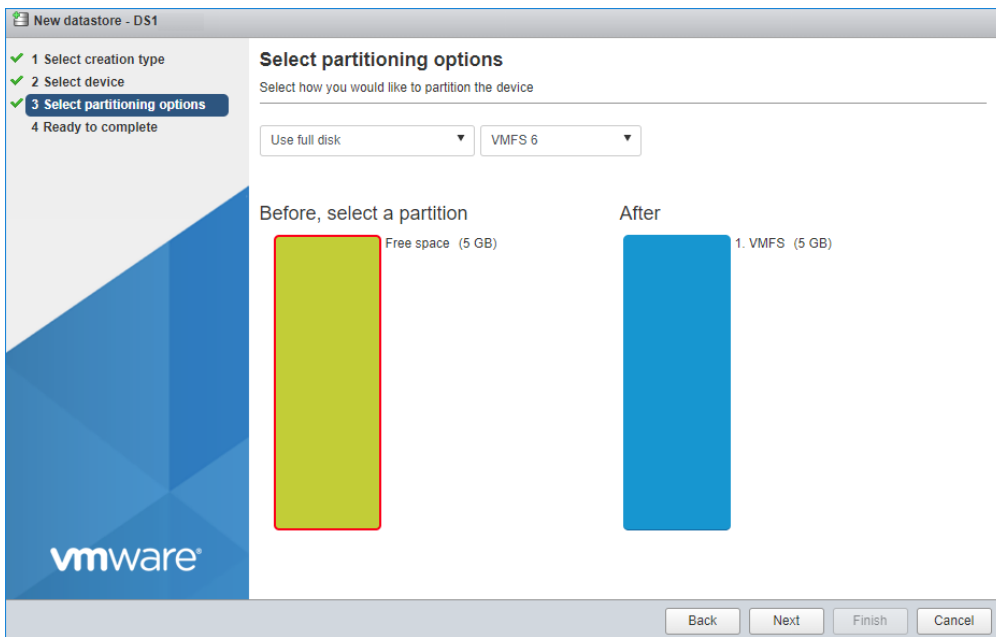 New datastore - DS1
1 Select creation type
2 Select device
3 Select partitioning options
4 Ready to complete
Select partitioning options
Select how you would like to partition the device
Use full disk
VMFS 6
Before, select a partition
After
Free space (5 GB)
1. VMFS (5 GB)
vmware®
Back
Next
Finish
Cancel